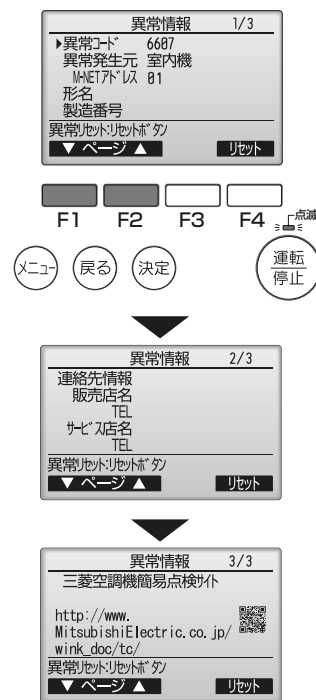 異常情報 1/3
▶異常コード 6607
異常発生元 室内機
M-NETアドレス 01
形名
製造番号
異常リセット:リセットボタン
▼ ページ ▲ リセット
F1 F2 F3 F4
点滅
メニュー 戻る 決定 運転
停止
異常情報 2/3
連絡先情報
販売店名
TEL
サービス店名
TEL
異常リセット:リセットボタン
▼ ページ ▲ リセット
異常情報 3/3
三菱空調機簡易点検サイト
http://www.
MitsubishiElectric.co.jp/
wink_doc/tc/
異常リセット:リセットボタン
▼ ページ ▲ リセット